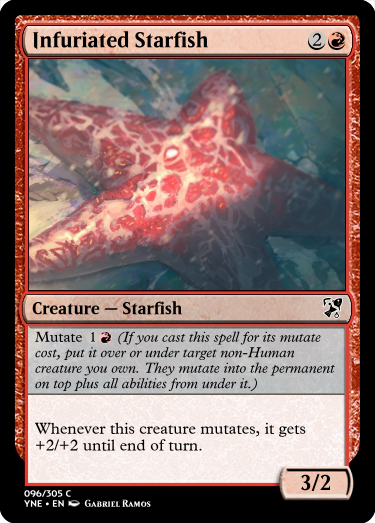 Infuriated Starfish 2
Creature — Starfish
Mutate 1 (If you cast this spell for its mutate
cost, put it over or under target non-Human
creature you own. They mutate into the permanent
on top plus all abilities from under it.)
Whenever this creature mutates, it gets
+2/+2 until end of turn.
3/2
096/305 C
YNE • EN Gabriel Ramos